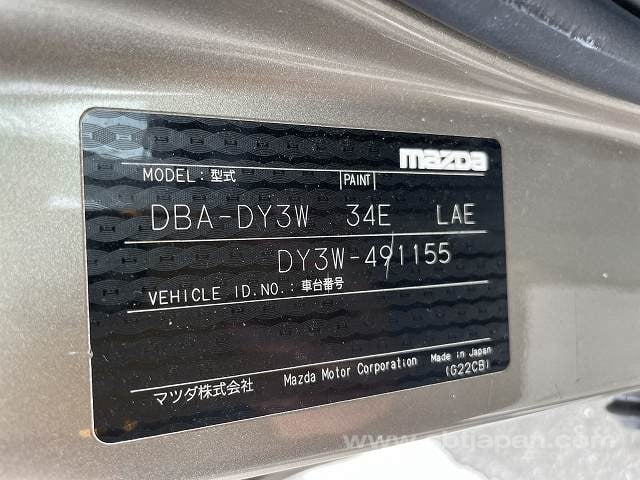 mazda
MODEL : 型式 PAINT
DBA-DY3W 34E LAE
DY3W-491155
VEHICLE ID.NO. : 車台番号
マツダ株式会社 Mazda Motor Corporation Made in Japan
(G22CB)
www.sbtjapan.com